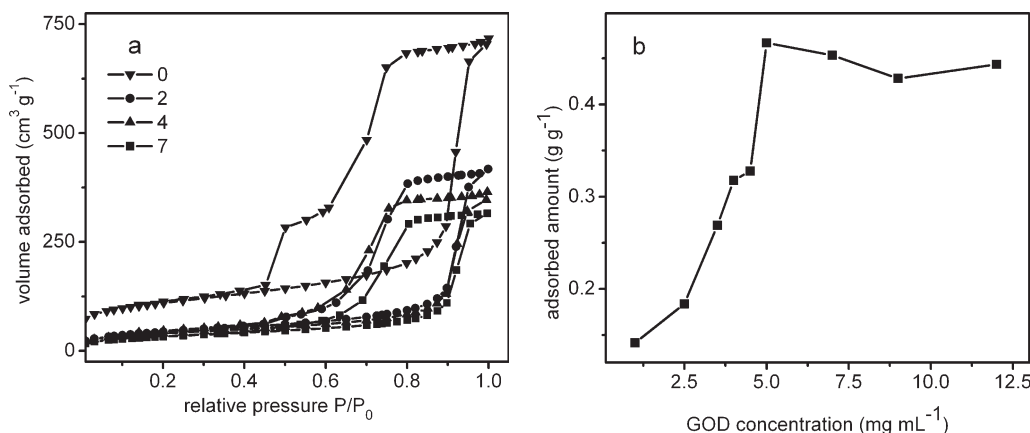 a
0
2
4
7
750
500
250
0
volume adsorbed (cm³ g⁻¹)
0.2 0.4 0.6 0.8 1.0
relative pressure P/P₀
b
0.4
0.3
0.2
adsorbed amount (g g⁻¹)
2.5 5.0 7.5 10.0 12.5
GOD concentration (mg mL⁻¹)